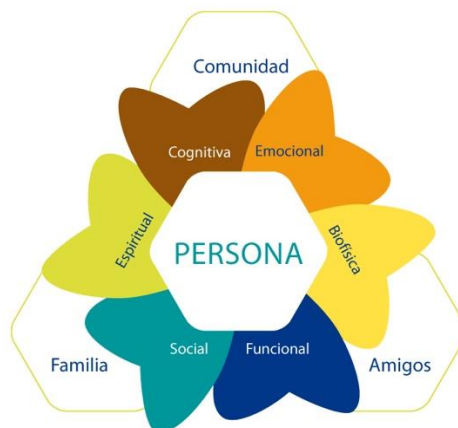 Comunidad
Cognitiva
Emocional
Espiritual
PERSONA
Biofísica
Social
Funcional
Familia
Amigos